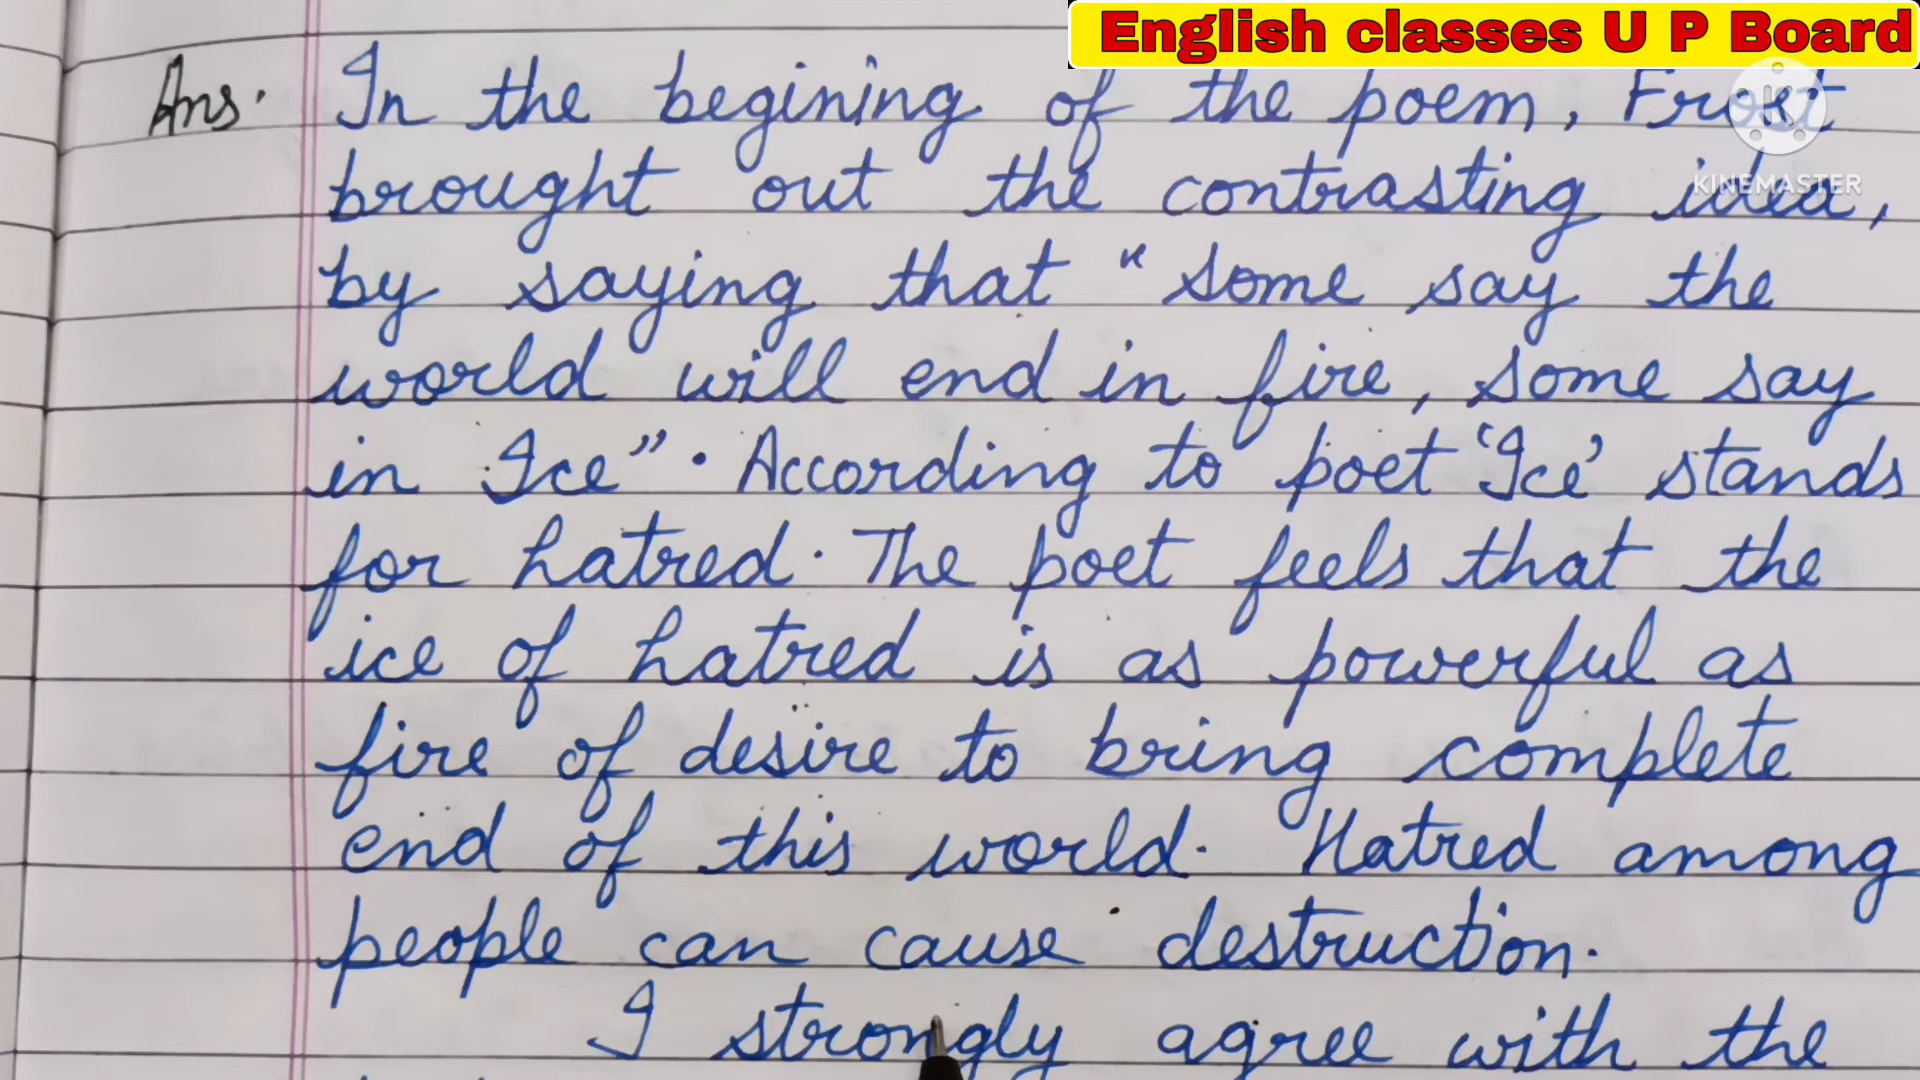 English classes U P Board
Ans. In the begining of the poem, Frost
KINEMASTER
brought out the contrasting idea,
by saying that “Some say the
world will end in fire, some say
in Ice”. According to poet ‘Ice’ stands
for hatred. The poet feels that the
ice of hatred is as powerful as
fire of desire to bring complete
end of this world. Hatred among
people can cause destruction.
I strongly agree with the